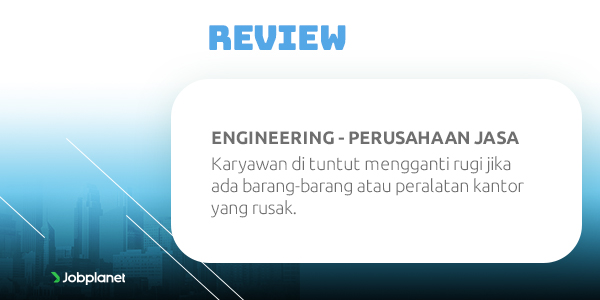 REVIEW
ENGINEERING - PERUSAHAAN JASA
Karyawan di tuntut mengganti rugi jika
ada barang-barang atau peralatan kantor
yang rusak.
Jobplanet